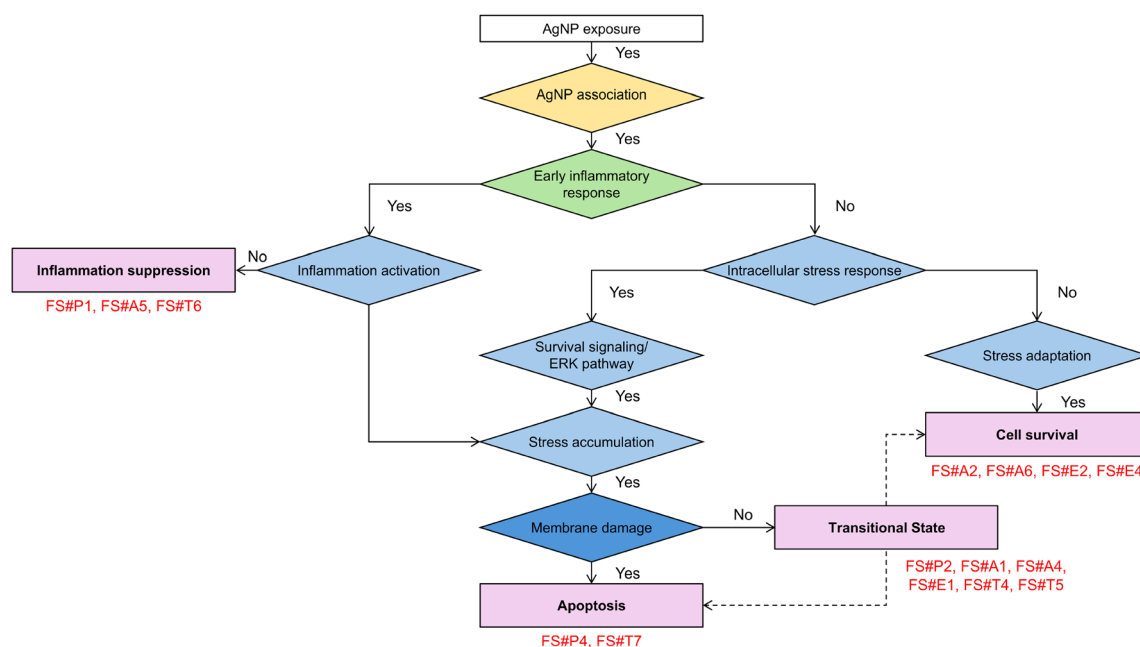 AgNP exposure
Yes
AgNP association
Yes
Early inflammatory
response
Yes
No
Inflammation suppression
No
Inflammation activation
Intracellular stress response
FS#P1, FS#A5, FS#T6
Yes
No
Survival signaling/
ERK pathway
Stress adaptation
Yes
Yes
Stress accumulation
Cell survival
FS#A2, FS#A6, FS#E2, FS#E4
Yes
Membrane damage
No
Transitional State
FS#P2, FS#A1, FS#A4,
FS#E1, FS#T4, FS#T5
Yes
Apoptosis
FS#P4, FS#T7